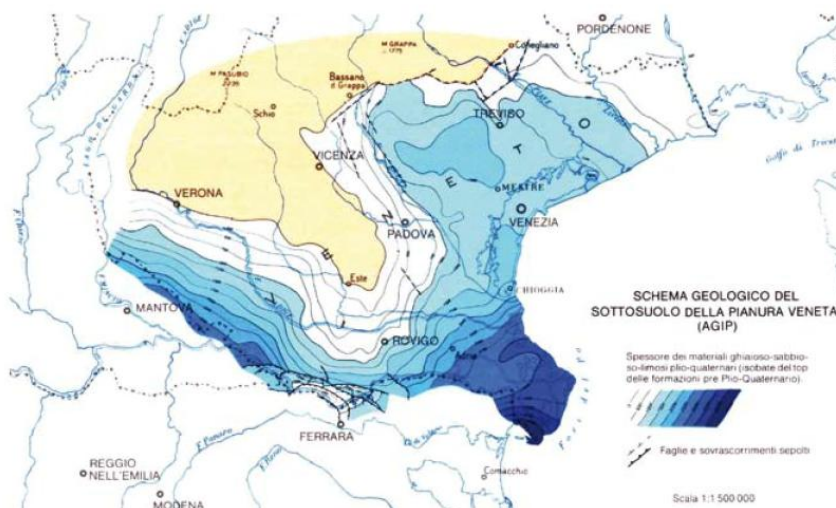 PORDENONE
M GRAPPA
1775
Conegliano
M PASUBIO
2235
Bassano
d Grappa
Schio
TREVISO
VICENZA
VENETO
MESTRE
VERONA
PADOVA
VENEZIA
Golfo di
Este
CHIOGGIA
MANTOVA
ROVIGO
Adria
FERRARA
F. Panaro
Comacchio
REGGIO
NELL'EMILIA
MODENA
SCHEMA GEOLOGICO DEL
SOTTOSUOLO DELLA PIANURA VENETA
(AGIP)
Spessore dei materiali ghiaioso-sabbio-
so-limosi plio-quaternari (isobate del top
delle formazioni pre Plio-Quaternario).
Faglie e sovrascorrimenti sepolti
Scala 1:1 500 000